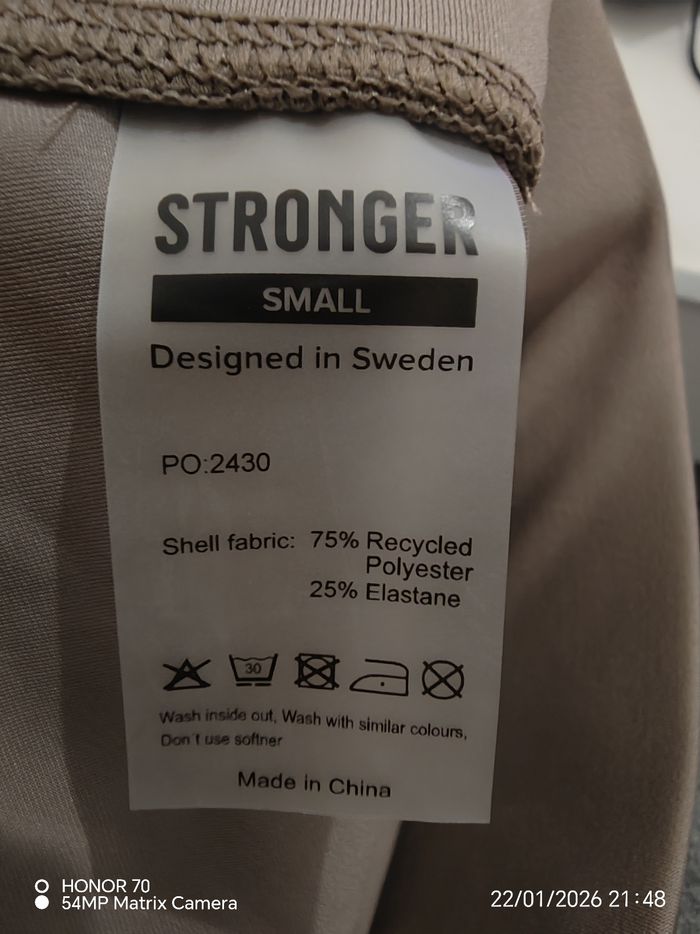 STRONGER
SMALL
Designed in Sweden
PO:2430
Shell fabric: 75% Recycled
Polyester
25% Elastane
30
Wash inside out, Wash with similar colours,
Don't use softner
Made in China
HONOR 70
54MP Matrix Camera
22/01/2026 21:48